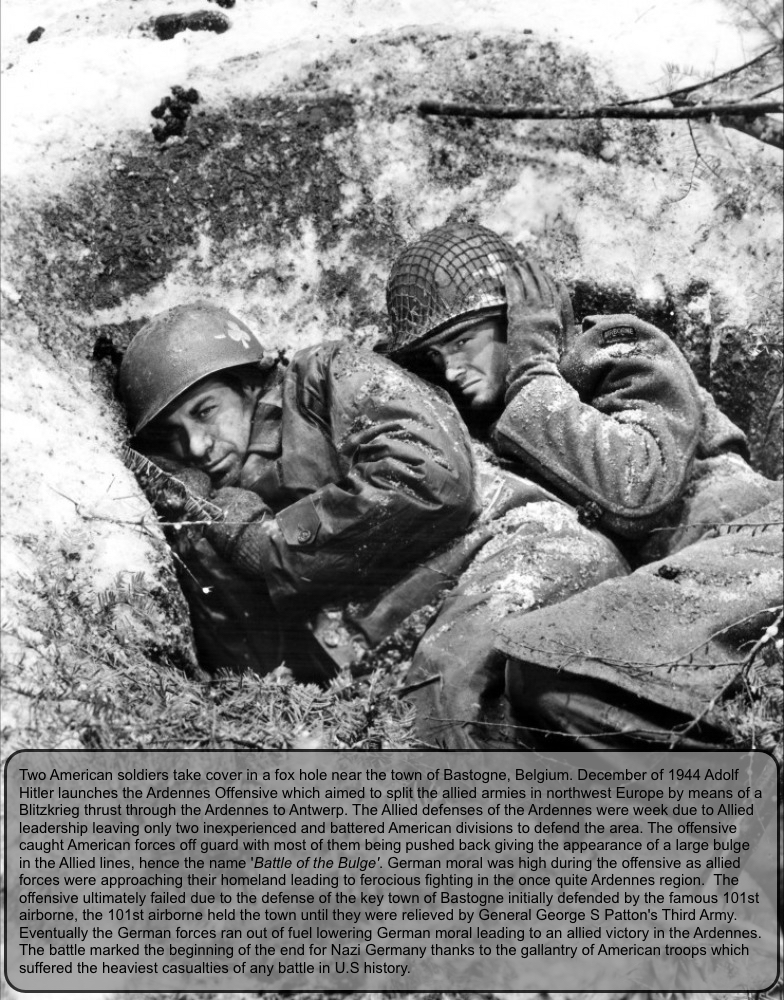 AIRBORNE
Two American soldiers take cover in a fox hole near the town of Bastogne, Belgium. December of 1944 Adolf
Hitler launches the Ardennes Offensive which aimed to split the allied armies in northwest Europe by means of a
Blitzkrieg thrust through the Ardennes to Antwerp. The Allied defenses of the Ardennes were week due to Allied
leadership leaving only two inexperienced and battered American divisions to defend the area. The offensive
caught American forces off guard with most of them being pushed back giving the appearance of a large bulge
in the Allied lines, hence the name 'Battle of the Bulge'. German moral was high during the offensive as allied
forces were approaching their homeland leading to ferocious fighting in the once quite Ardennes region. The
offensive ultimately failed due to the defense of the key town of Bastogne initially defended by the famous 101st
airborne, the 101st airborne held the town until they were relieved by General George S Patton's Third Army.
Eventually the German forces ran out of fuel lowering German moral leading to an allied victory in the Ardennes.
The battle marked the beginning of the end for Nazi Germany thanks to the gallantry of American troops which
suffered the heaviest casualties of any battle in U.S history.